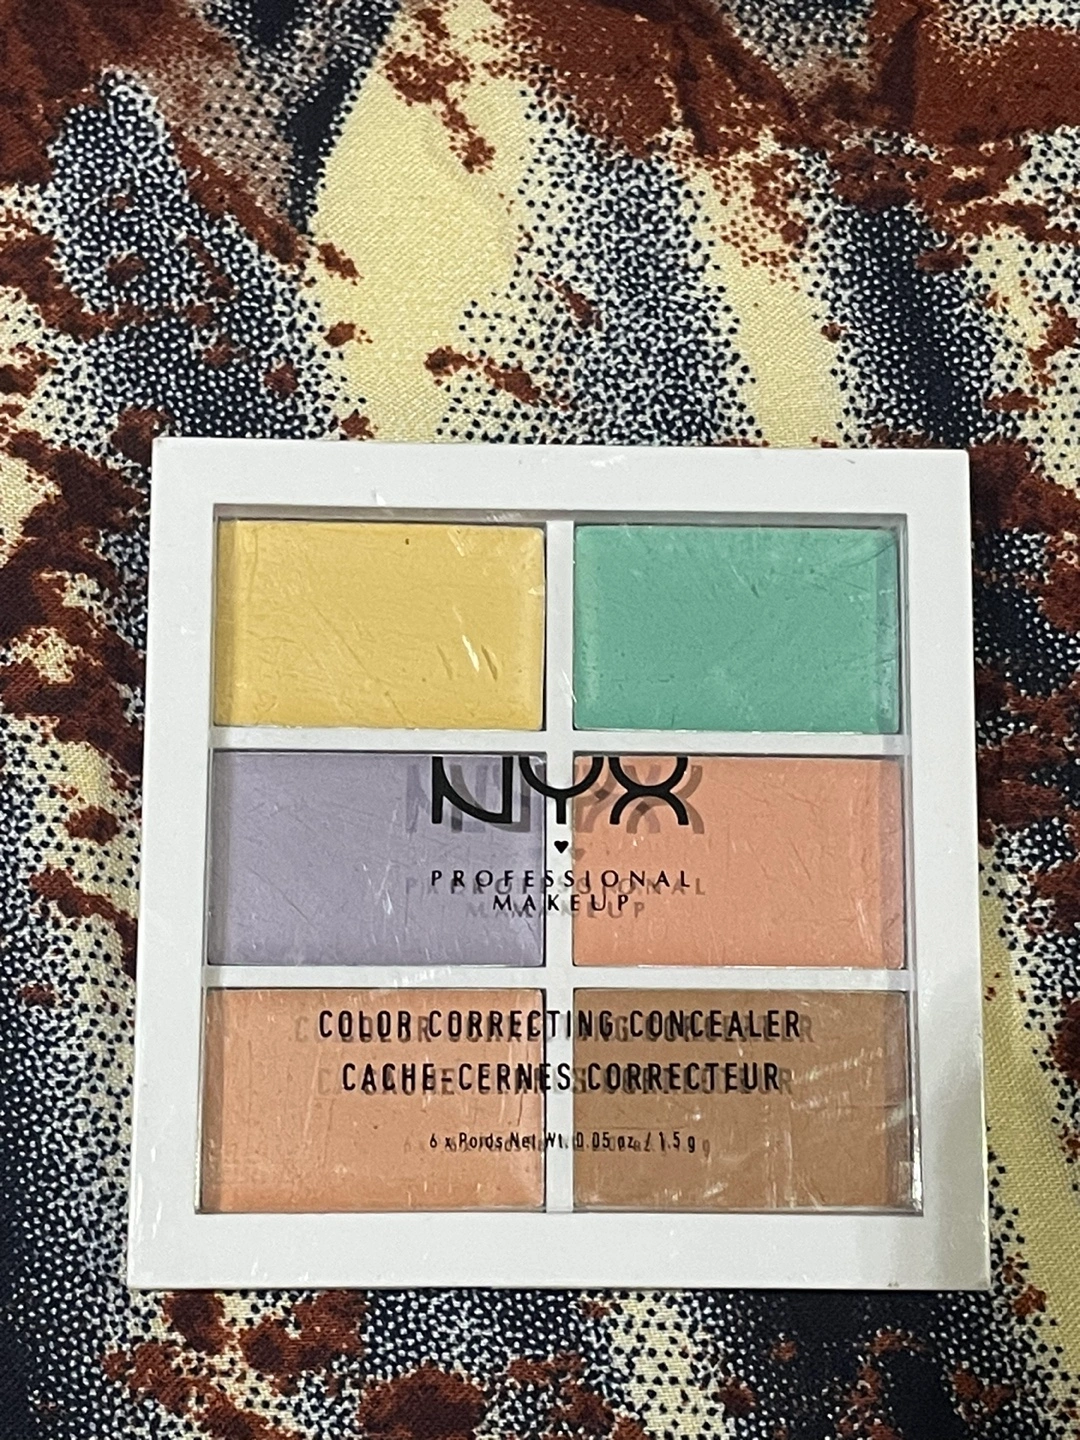 NYX
PROFESSIONAL
MAKEUP
COLOR CORRECTING CONCEALER
CACHE-CERNES CORRECTEUR
6 x Poids Net Wt. 0.05 oz. / 1.5 g